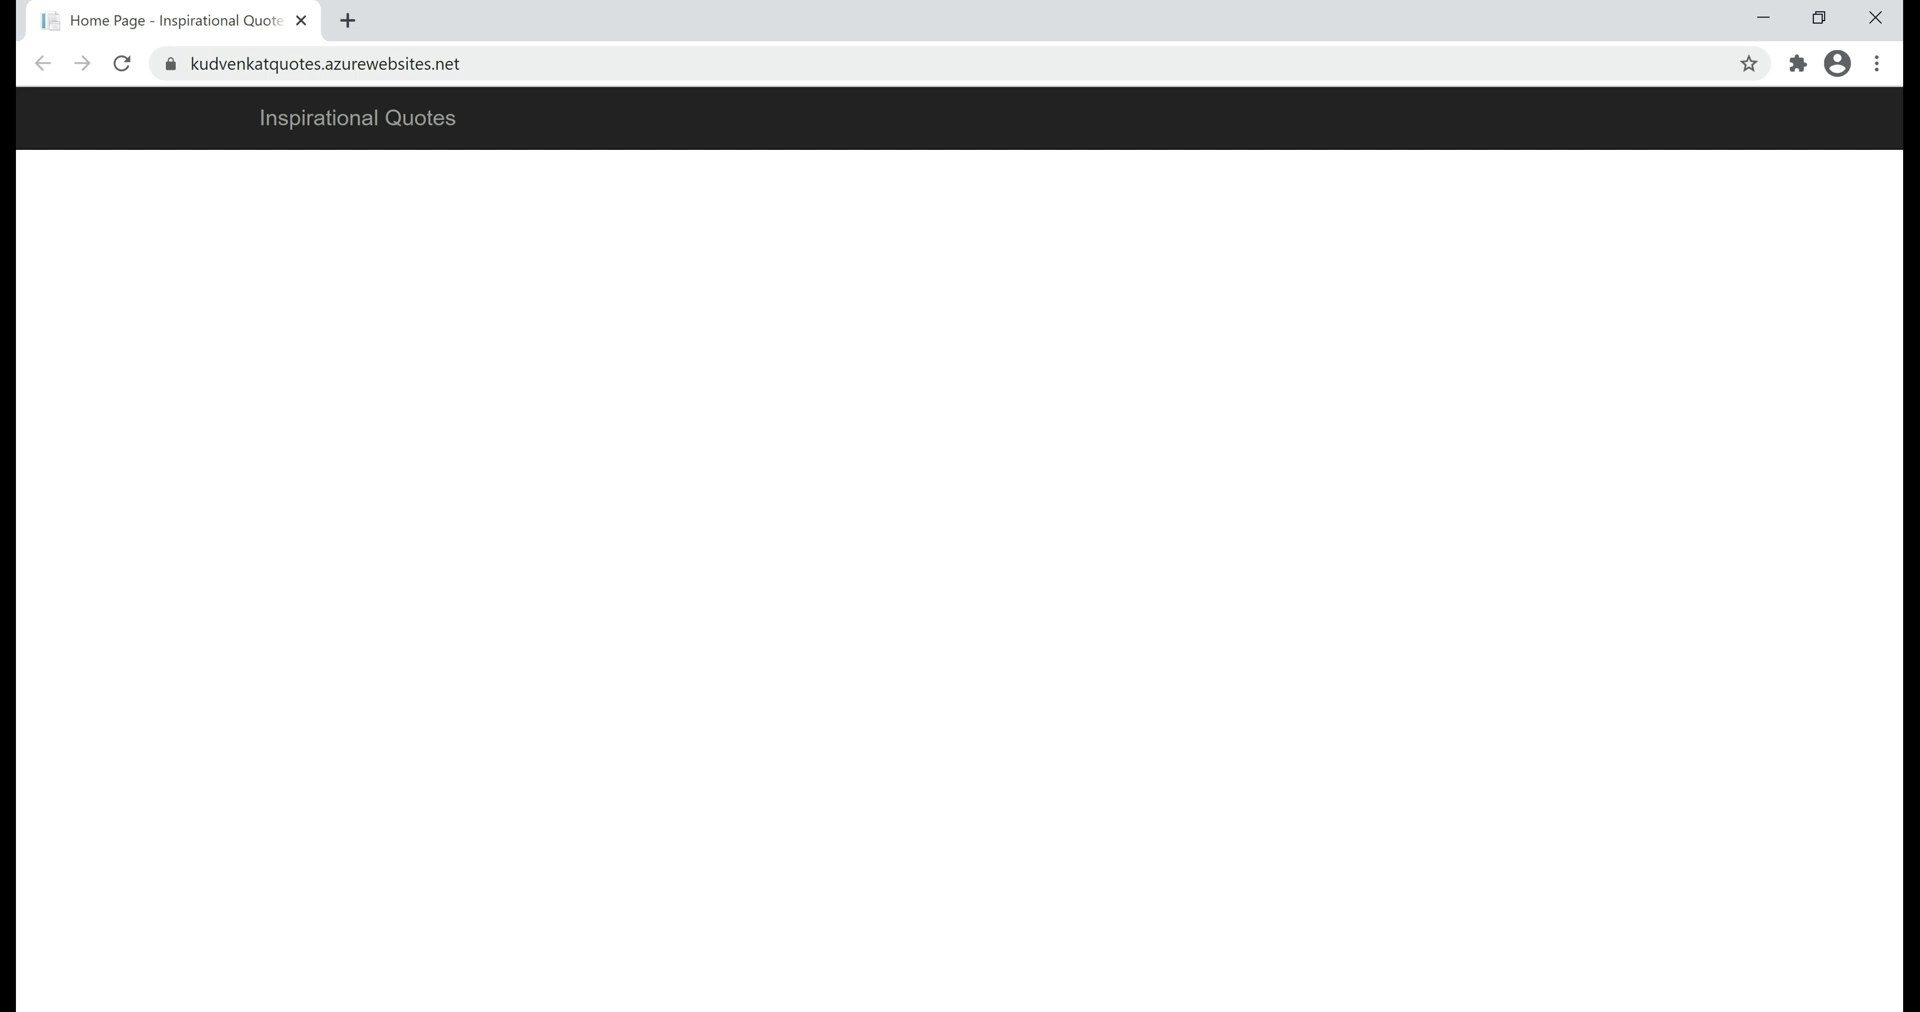 Home Page - Inspirational Quote
kudvenkatquotes.azurewebsites.net
Inspirational Quotes